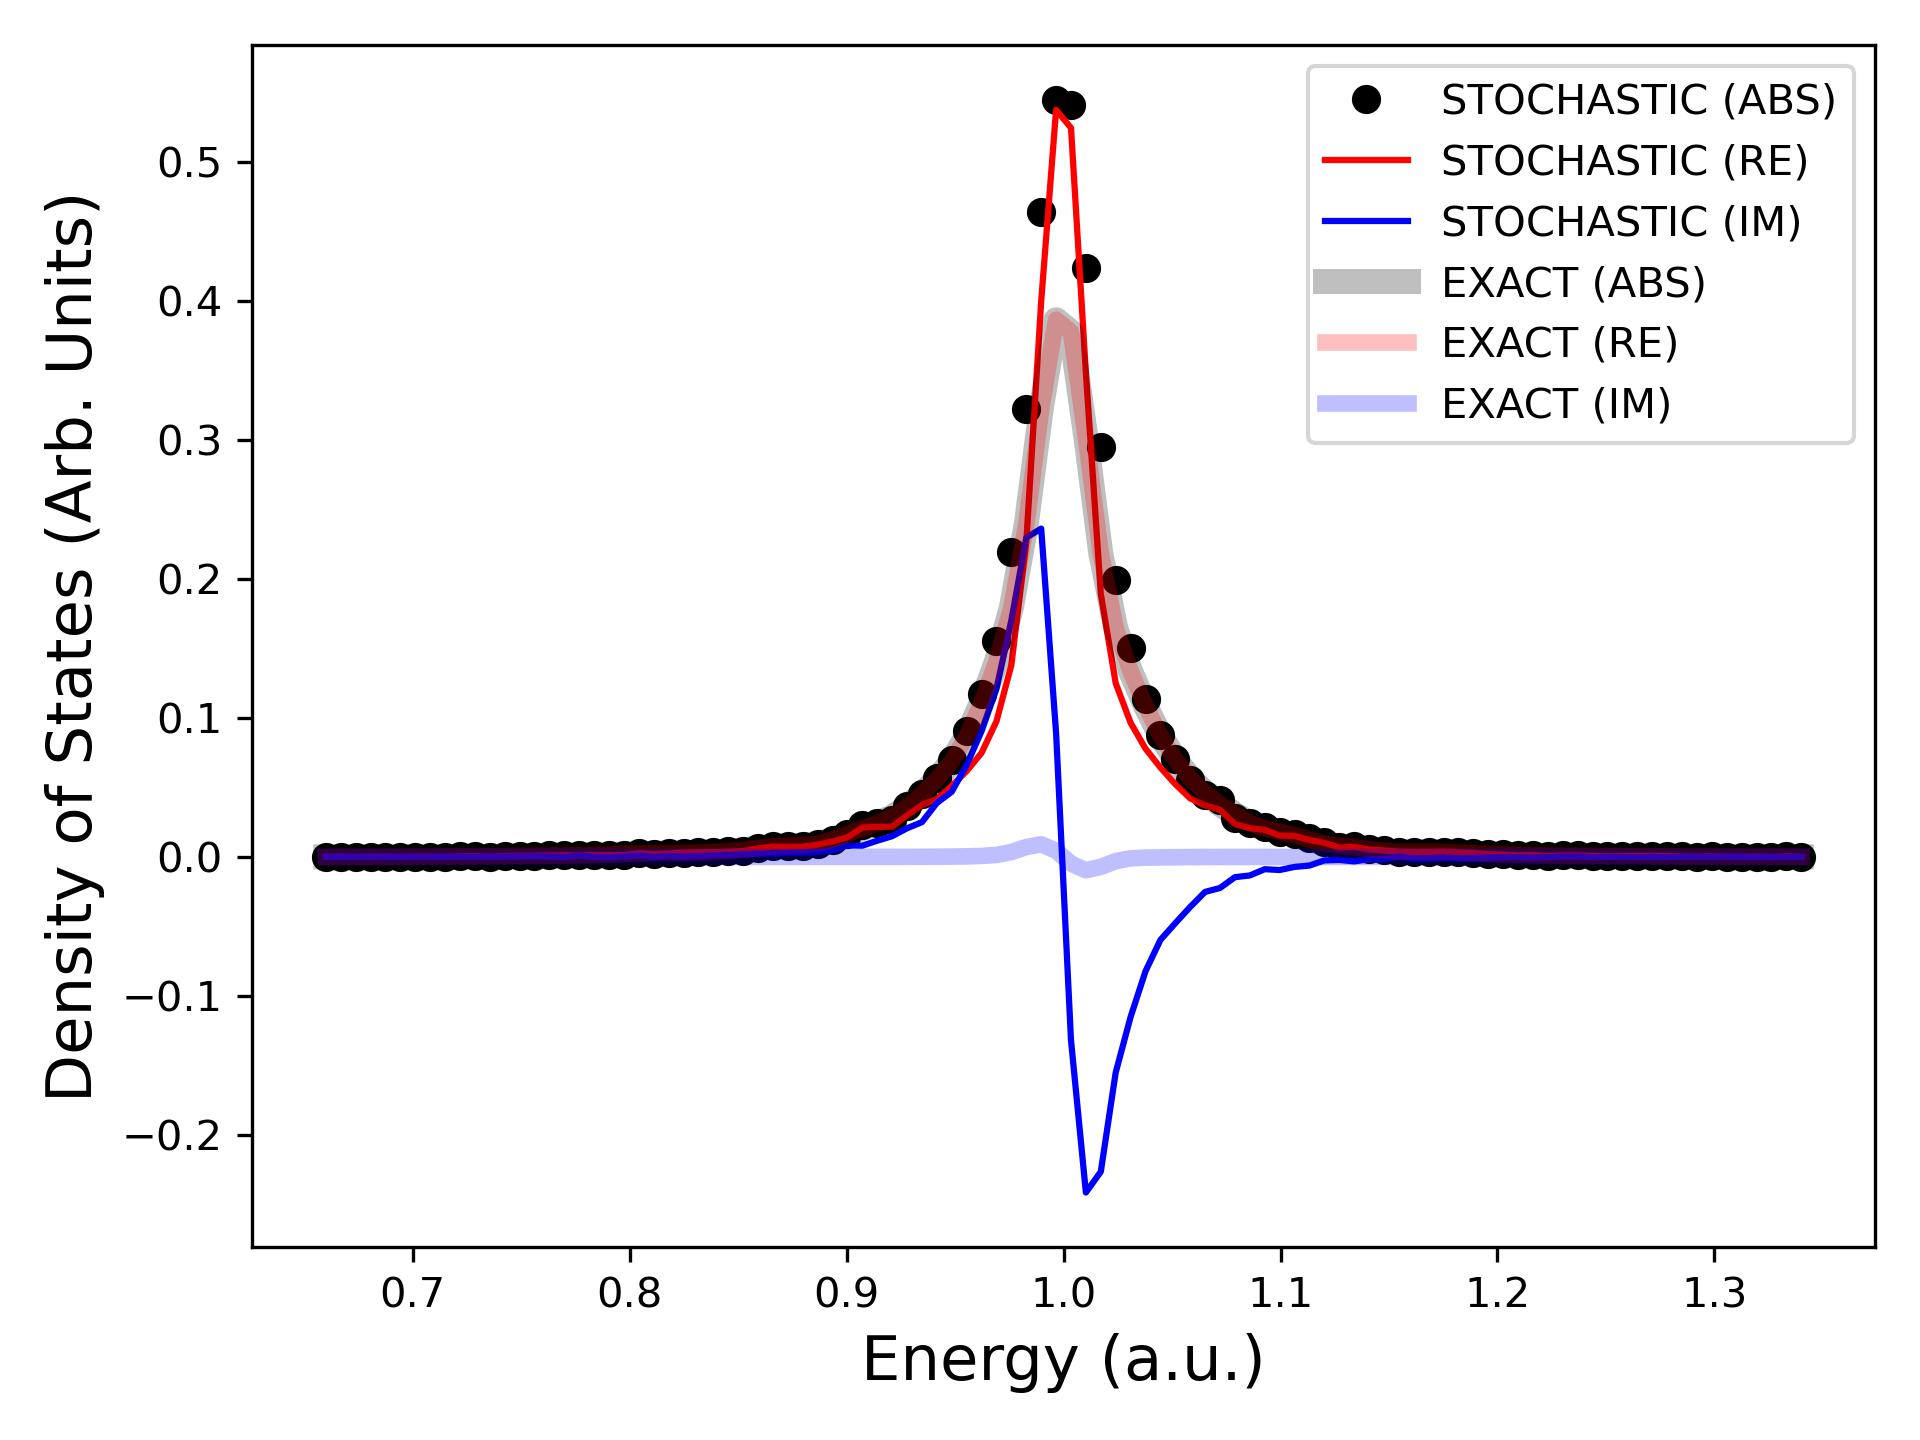 STOCHASTIC (ABS)
STOCHASTIC (RE)
STOCHASTIC (IM)
EXACT (ABS)
EXACT (RE)
EXACT (IM)
Density of States (Arb. Units)
0.5
0.4
0.3
0.2
0.1
0.0
−0.1
−0.2
0.7 0.8 0.9 1.0 1.1 1.2 1.3
Energy (a.u.)